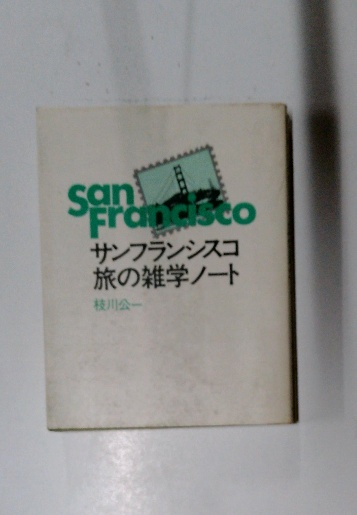 San
Francisco
サンフランシスコ
旅の雑学ノート
枝川公一